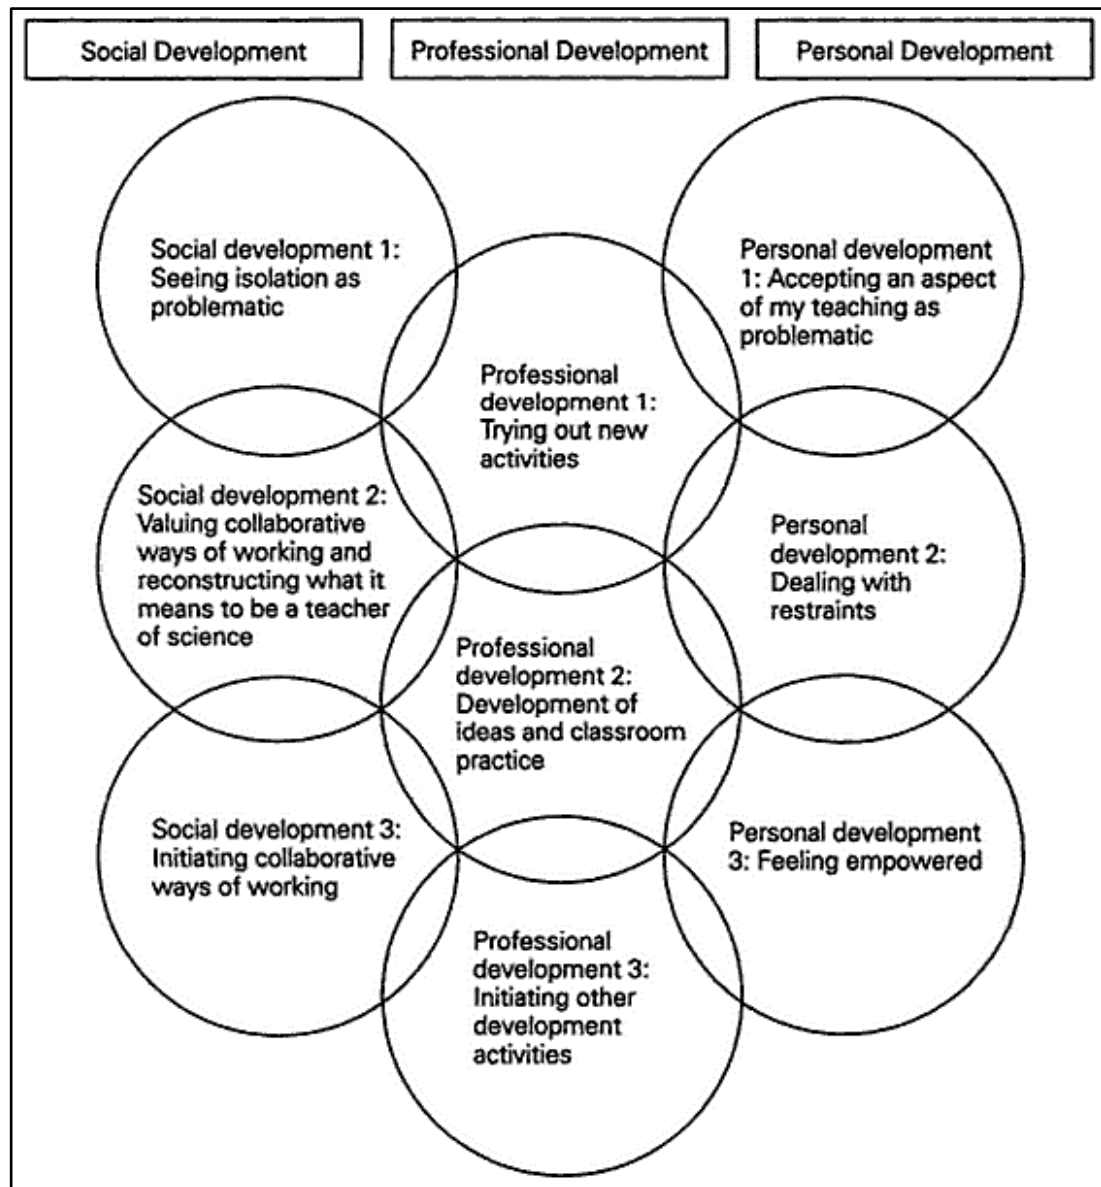 Social Development
Professional Development
Personal Development
Social development 1:
Seeing isolation as
problematic
Personal development
1: Accepting an aspect
of my teaching as
problematic
Professional
development 1:
Trying out new
activities
Social development 2:
Valuing collaborative
ways of working and
reconstructing what it
means to be a teacher
of science
Personal
development 2:
Dealing with
restraints
Professional
development 2:
Development of
ideas and classroom
practice
Social development 3:
Initiating collaborative
ways of working
Personal development
3: Feeling empowered
Professional
development 3:
Initiating other
development
activities